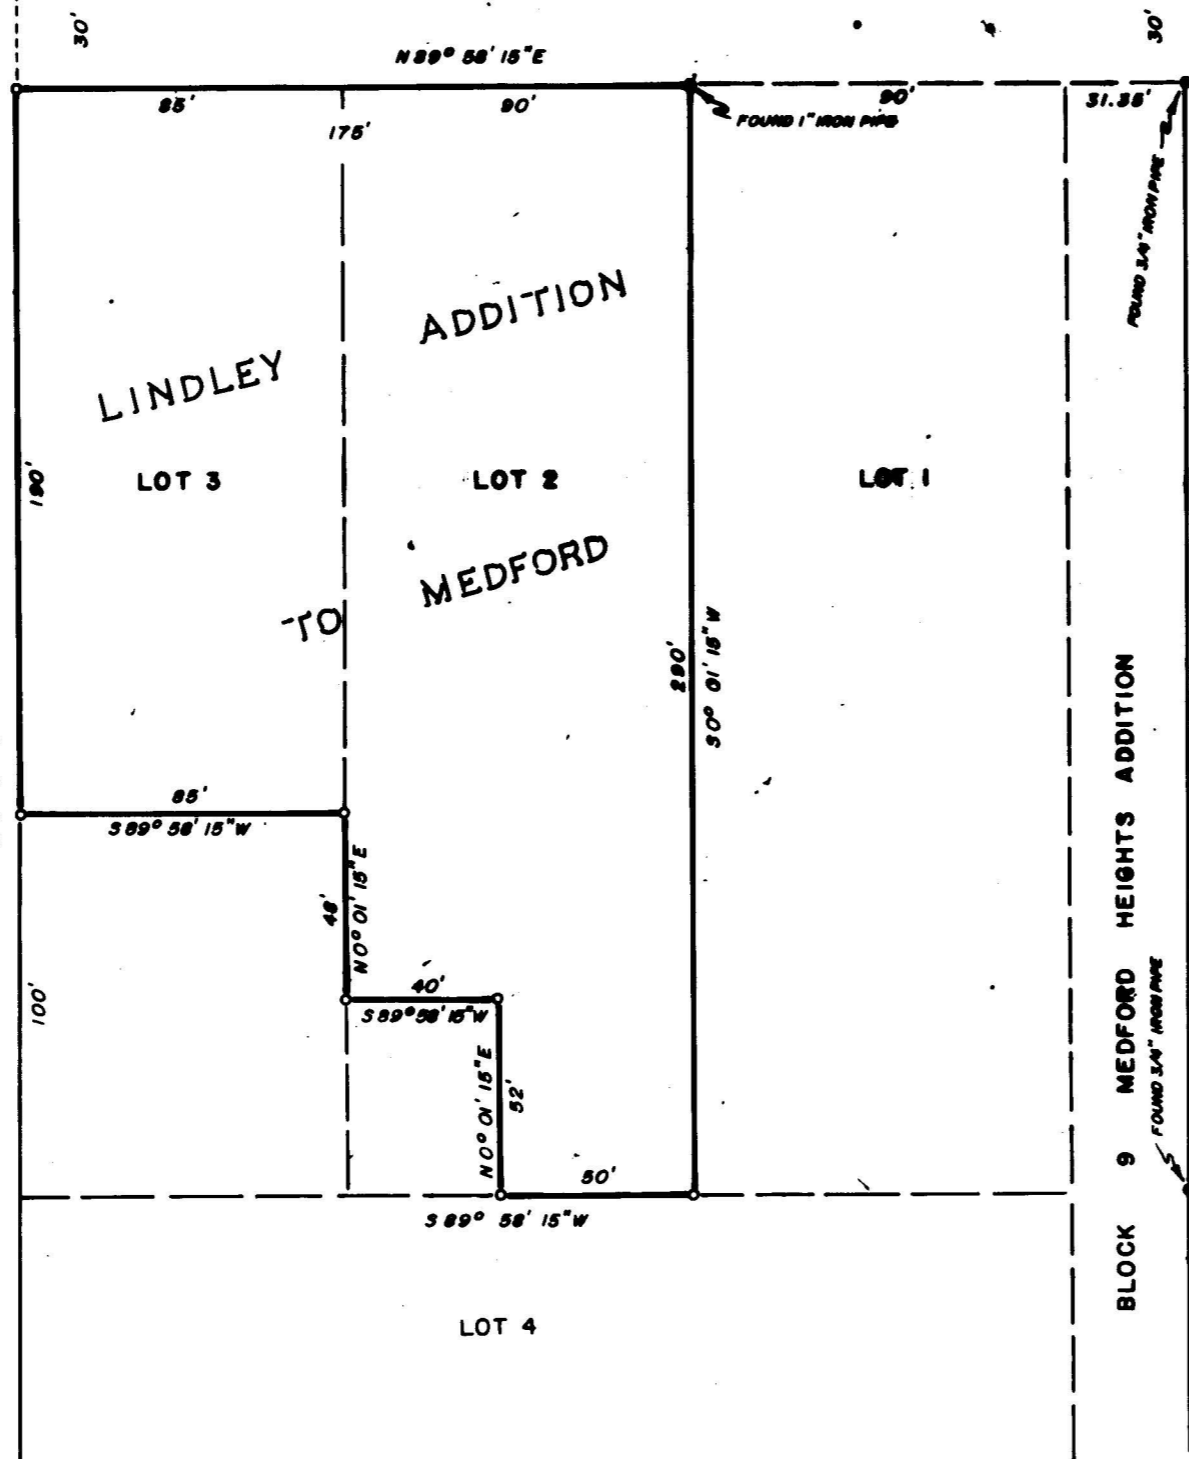 30'
30'
N 89° 58' 15" E
85'
90'
90'
31.35'
175'
FOUND 1" IRON PIPE
FOUND 3/4" IRON PIPE
ADDITION
LINDLEY
LOT 3
LOT 2
LOT 1
190'
MEDFORD
TO
290'
S 0° 01' 15" W
85'
S 89° 58' 15" W
48'
N 0° 01' 15" E
40'
S 89° 58' 15" W
100'
N 0° 01' 15" E
52'
50'
S 89° 58' 15" W
BLOCK 9 MEDFORD HEIGHTS ADDITION
FOUND 3/4" IRON PIPE
LOT 4